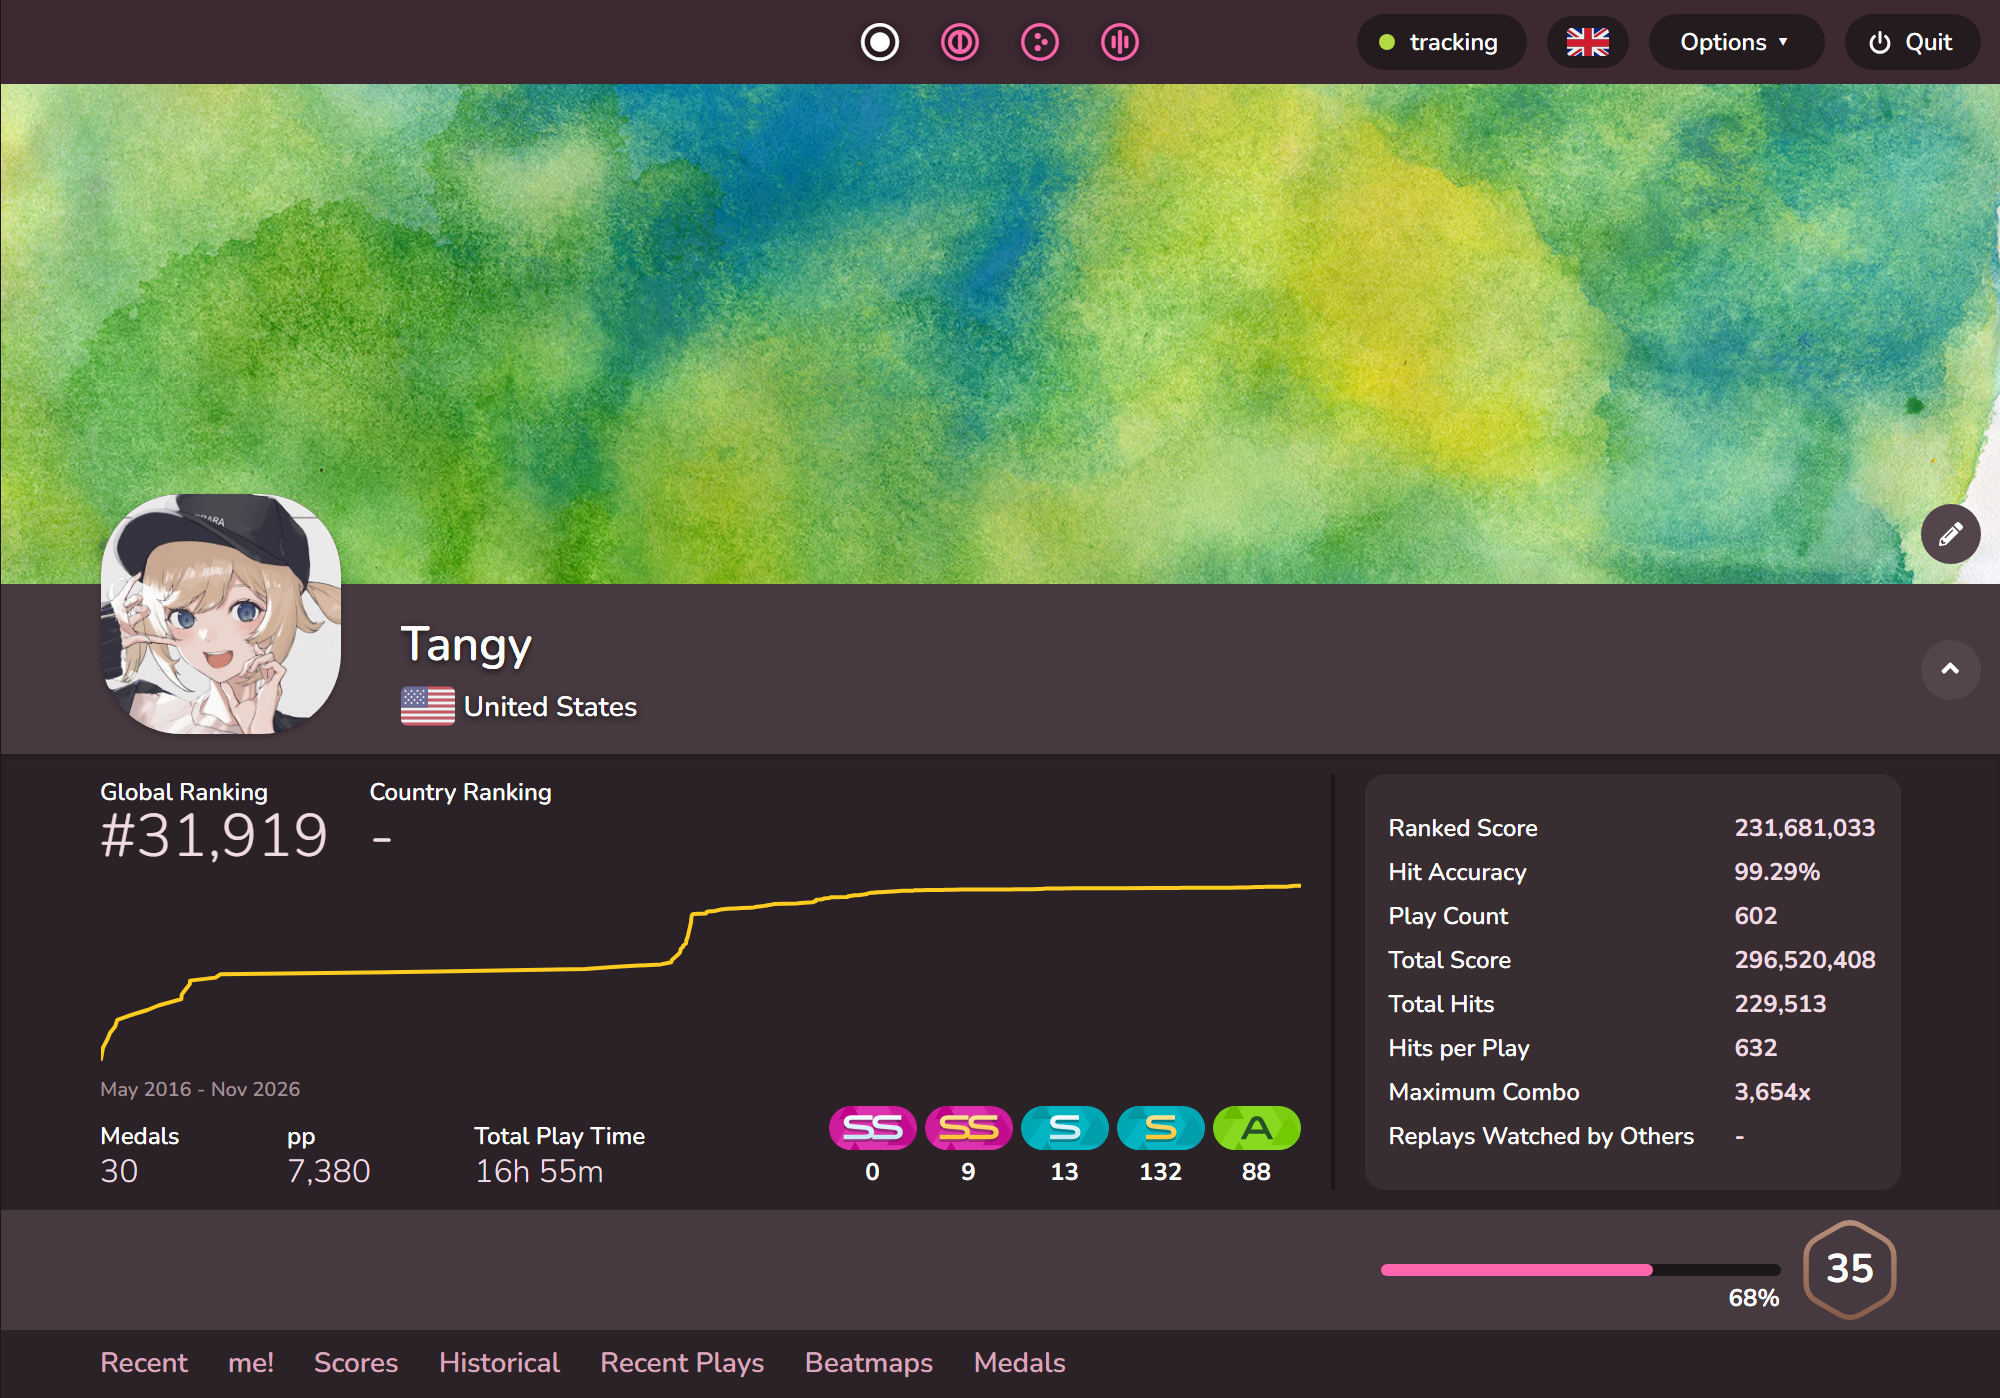 tracking
Options
Quit
Tangy
United States
Global Ranking
#31,919
Country Ranking
-
May 2016 - Nov 2026
Medals
30
pp
7,380
Total Play Time
16h 55m
SS
0
SS
9
S
13
S
132
A
88
Ranked Score 231,681,033
Hit Accuracy 99.29%
Play Count 602
Total Score 296,520,408
Total Hits 229,513
Hits per Play 632
Maximum Combo 3,654x
Replays Watched by Others -
68%
35
Recent me! Scores Historical Recent Plays Beatmaps Medals